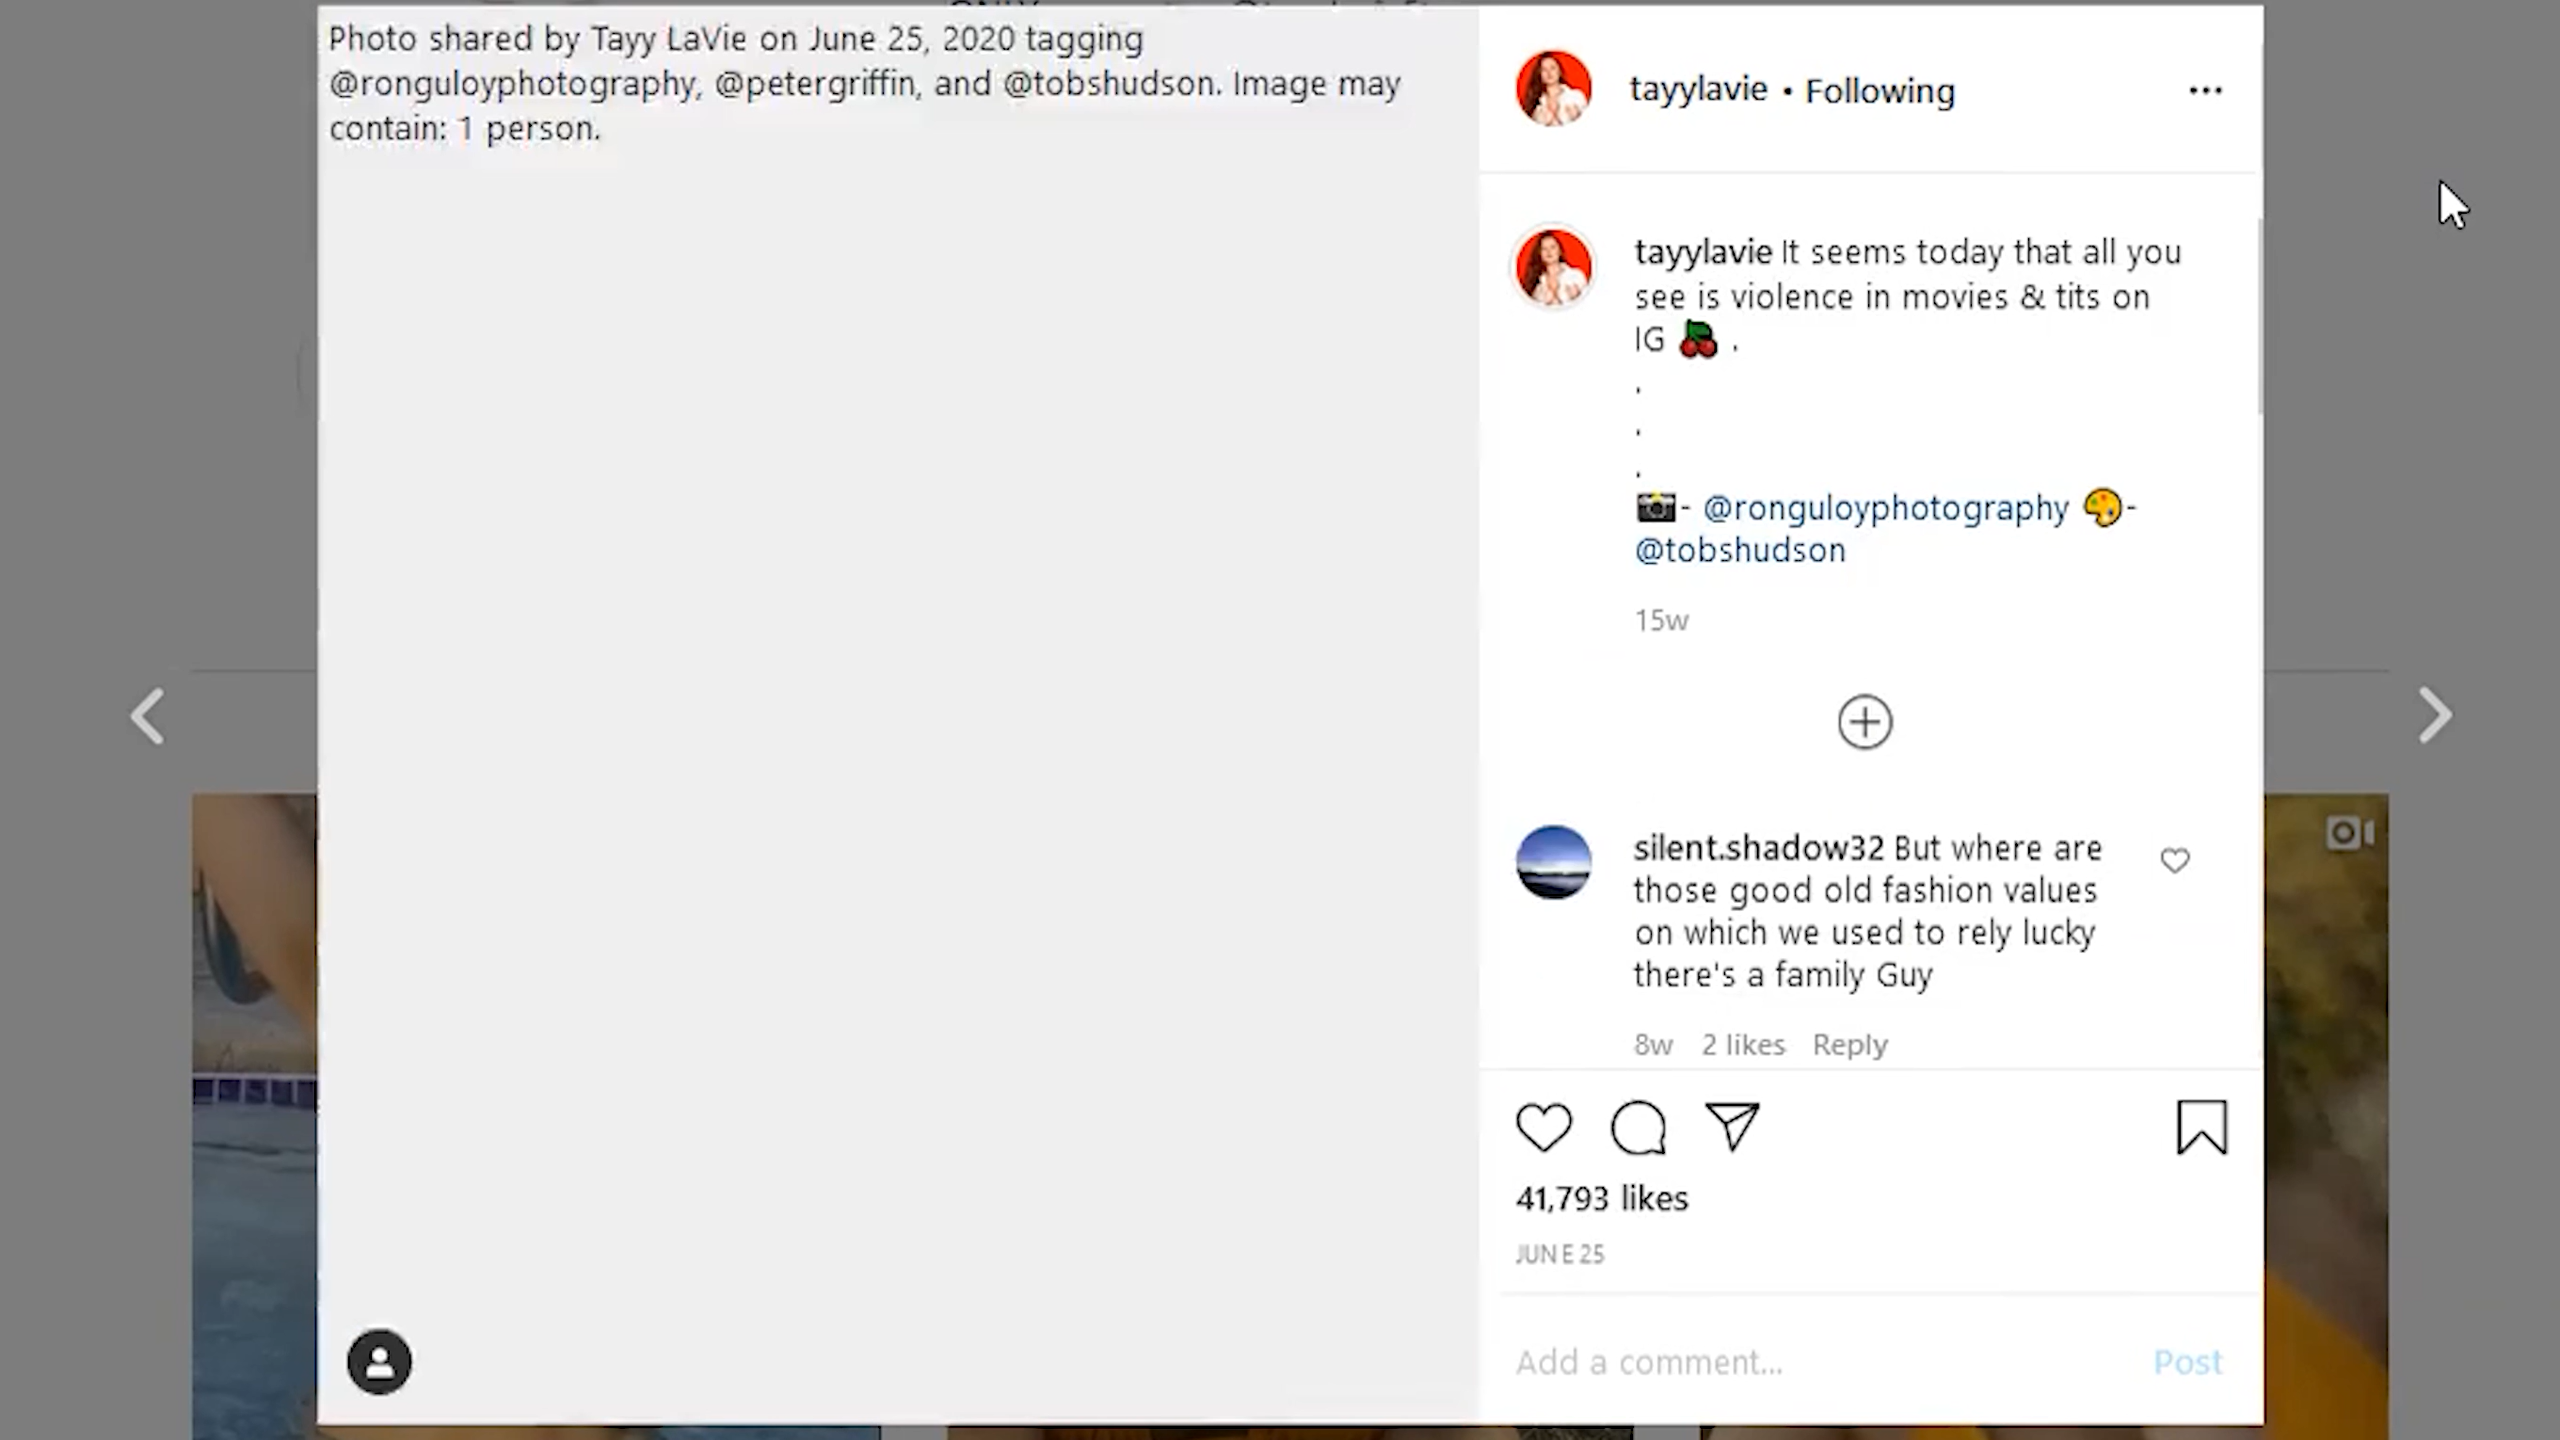 Photo shared by Tayy LaVie on June 25, 2020 tagging
@ronguloyphotography, @petergriffin, and @tobshudson. Image may
contain: 1 person.
tayylavie • Following
tayylavie It seems today that all you
see is violence in movies & tits on
IG 🍒 .
.
.
.
📸- @ronguloyphotography 🎨-
@tobshudson
15w
silent.shadow32 But where are
those good old fashion values
on which we used to rely lucky
there's a family Guy
8w 2 likes Reply
41,793 likes
JUNE 25
Add a comment... Post